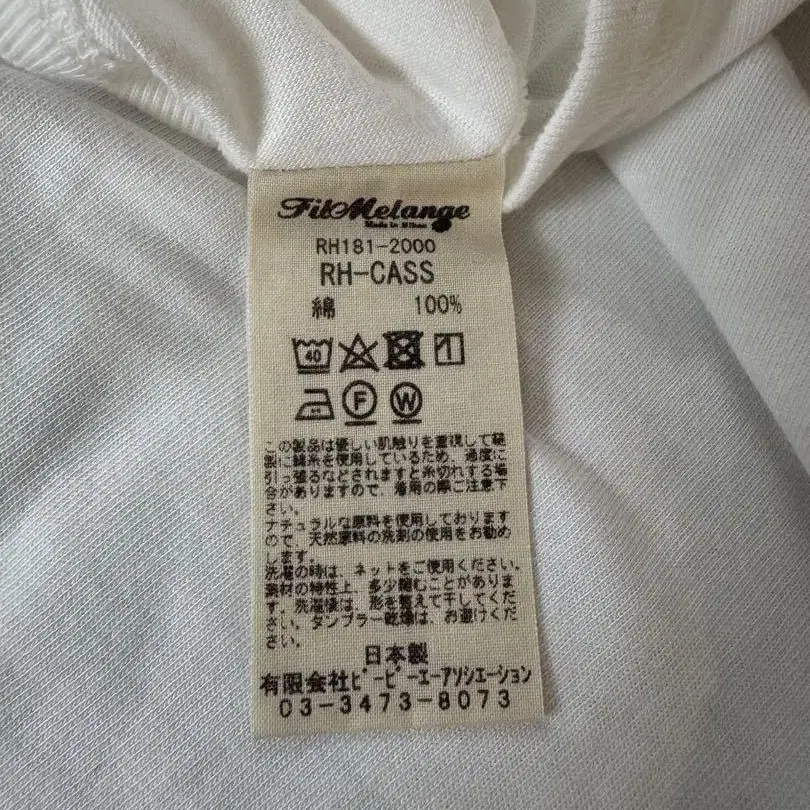 FilMelange
Made in Nihon
RH181-2000
RH-CASS
綿 100%
40
F W
この製品は優しい肌触りを重視して縫
製に綿糸を使用しているため、過度に
引っ張るなどされますと糸切れする場
合がありますので、着用の際ご注意下
さい。
ナチュラルな原料を使用しております
ので、天然原料の洗剤の使用をお勧め
します。
洗濯の時は、ネットをご使用ください。
素材の特性上、多少縮むことがありま
す。洗濯後は、形を整えて干してくだ
さい。タンブラー乾燥は、お避けくだ
さい。
日本製
有限会社ビーピーエーアソシエーション
03-3473-8073